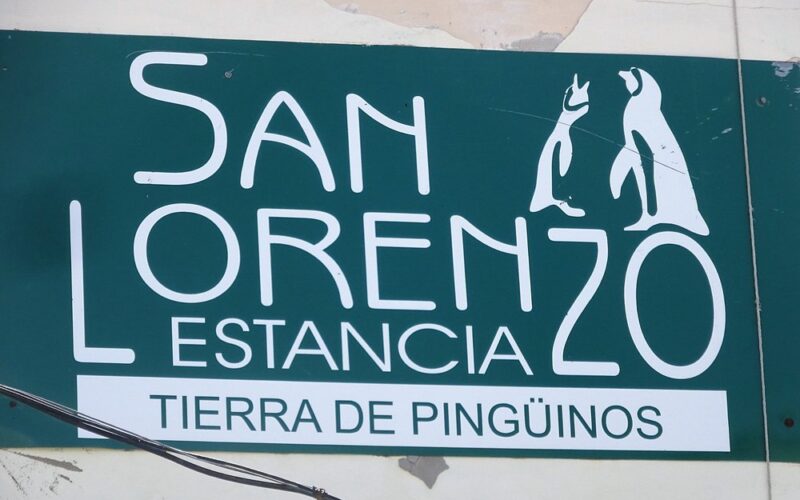 SAN
LORENZO
ESTANCIA
TIERRA DE PINGÜINOS